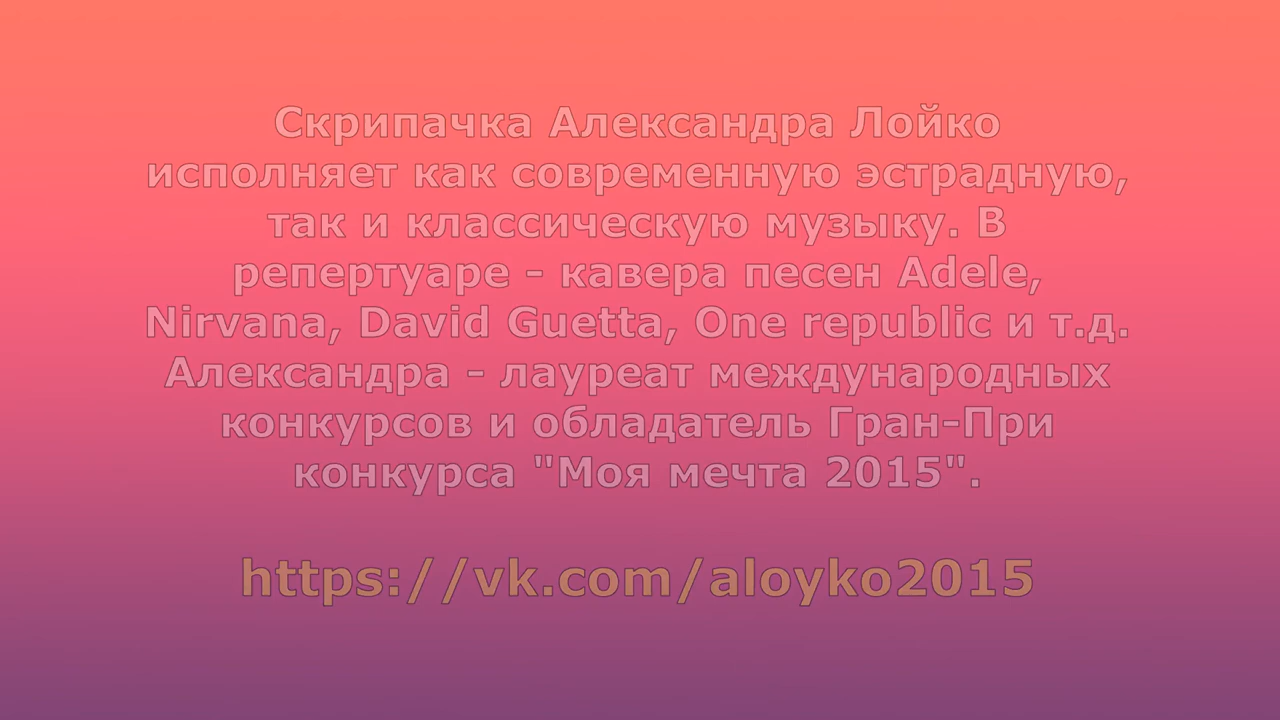 Скрипачка Александра Лойко
исполняет как современную эстрадную,
так и классическую музыку. В
репертуаре - кавера песен Adele,
Nirvana, David Guetta, One republic и т.д.
Александра - лауреат международных
конкурсов и обладатель Гран-При
конкурса "Моя мечта 2015".
https://vk.com/aloyko2015